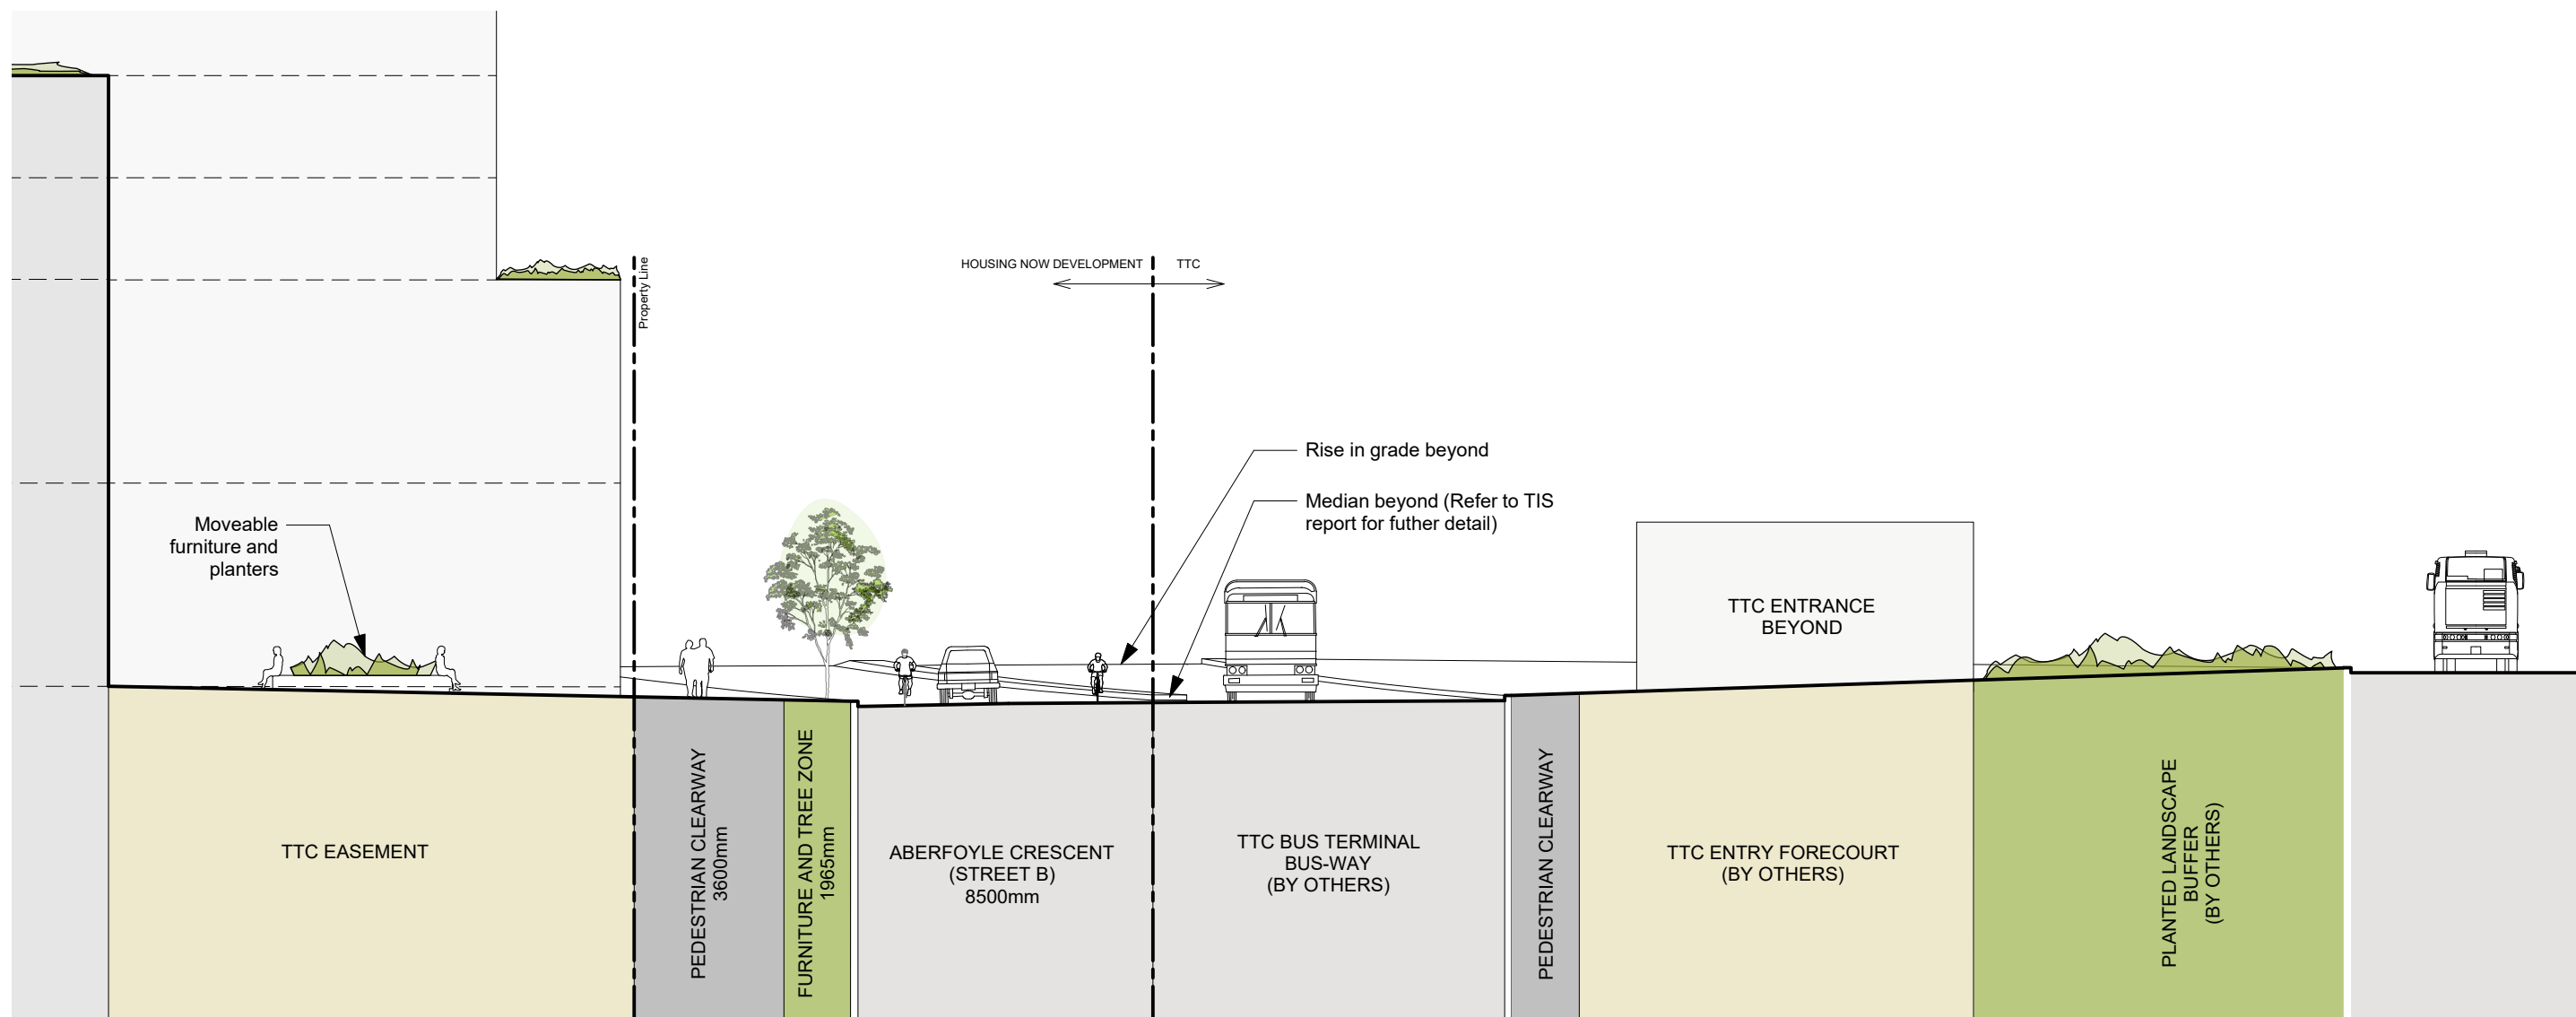 Property Line
HOUSING NOW DEVELOPMENT
TTC
Rise in grade beyond
Median beyond (Refer to TIS
report for futher detail)
Moveable
furniture and
planters
TTC ENTRANCE
BEYOND
TTC EASEMENT
PEDESTRIAN CLEARWAY
3600mm
FURNITURE AND TREE ZONE
1965mm
ABERFOYLE CRESCENT
(STREET B)
8500mm
TTC BUS TERMINAL
BUS-WAY
(BY OTHERS)
PEDESTRIAN CLEARWAY
TTC ENTRY FORECOURT
(BY OTHERS)
PLANTED LANDSCAPE
BUFFER
(BY OTHERS)